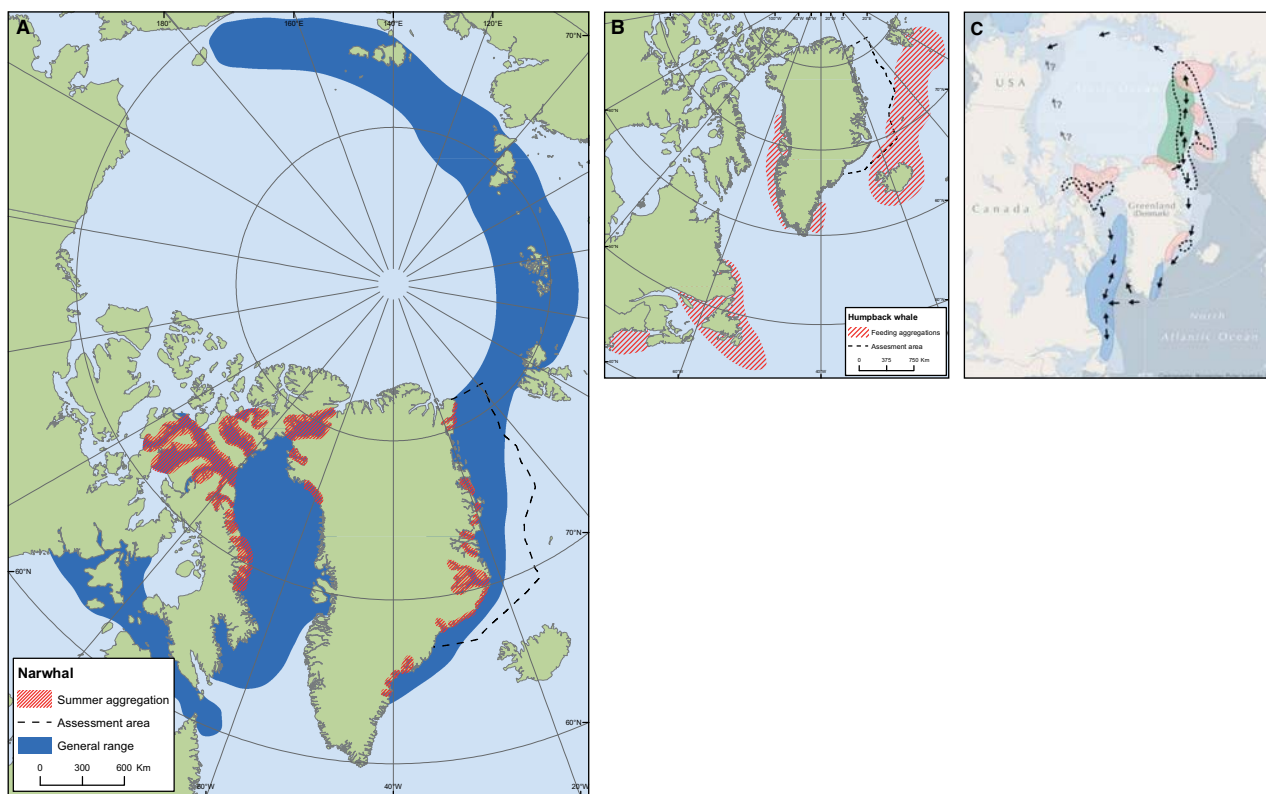 A
180°
160°E
140°E
120°E
70°N
60°N
70°N
60°N
80°W
40°W
20°W
Narwhal
Summer aggregation
Assessment area
General range
0 300 600 Km
B
Humpback whale
Feeding aggregations
Assesment area
0 375 750 Km
C
USA
Arctic Ocean
?
?
?
Canada
Greenland
(Denmark)
North
Atlantic Ocean